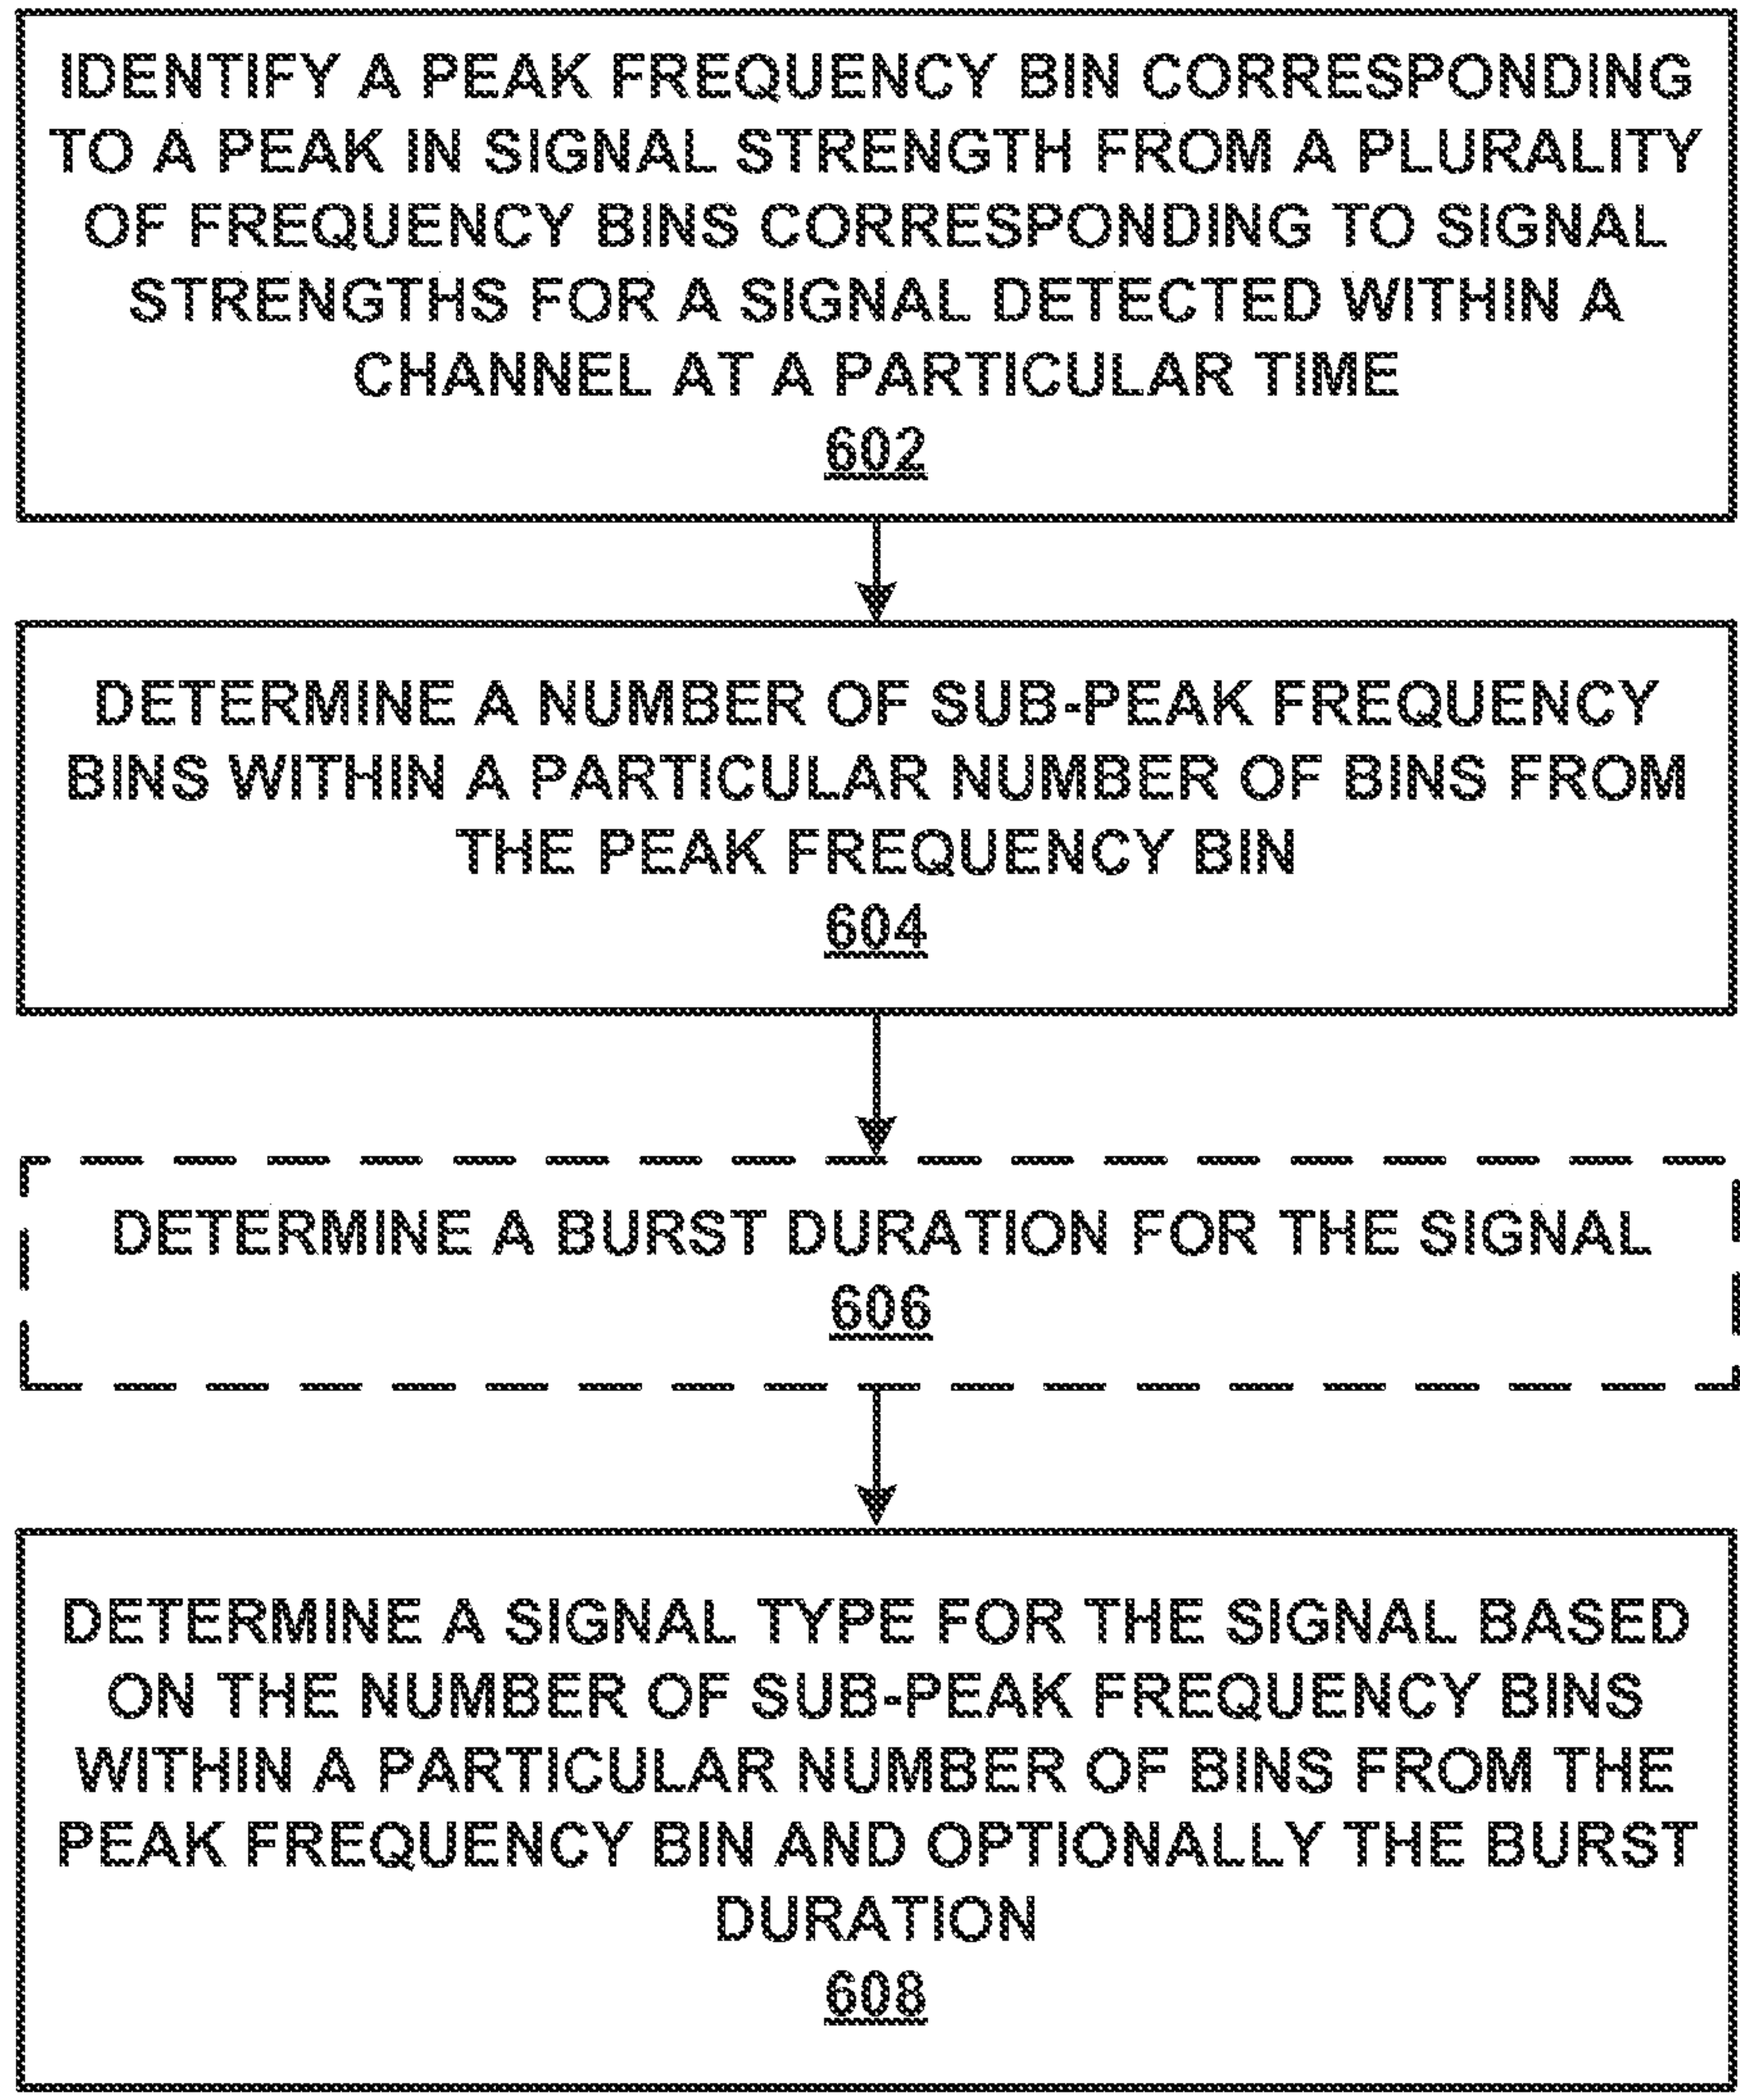 IDENTIFY A PEAK FREQUENCY BIN CORRESPONDING
TO A PEAK IN SIGNAL STRENGTH FROM A PLURALITY
OF FREQUENCY BINS CORRESPONDING TO SIGNAL
STRENGTHS FOR A SIGNAL DETECTED WITHIN A
CHANNEL AT A PARTICULAR TIME
602
DETERMINE A NUMBER OF SUB-PEAK FREQUENCY
BINS WITHIN A PARTICULAR NUMBER OF BINS FROM
THE PEAK FREQUENCY BIN
604
DETERMINE A BURST DURATION FOR THE SIGNAL
606
DETERMINE A SIGNAL TYPE FOR THE SIGNAL BASED
ON THE NUMBER OF SUB-PEAK FREQUENCY BINS
WITHIN A PARTICULAR NUMBER OF BINS FROM THE
PEAK FREQUENCY BIN AND OPTIONALLY THE BURST
DURATION
608